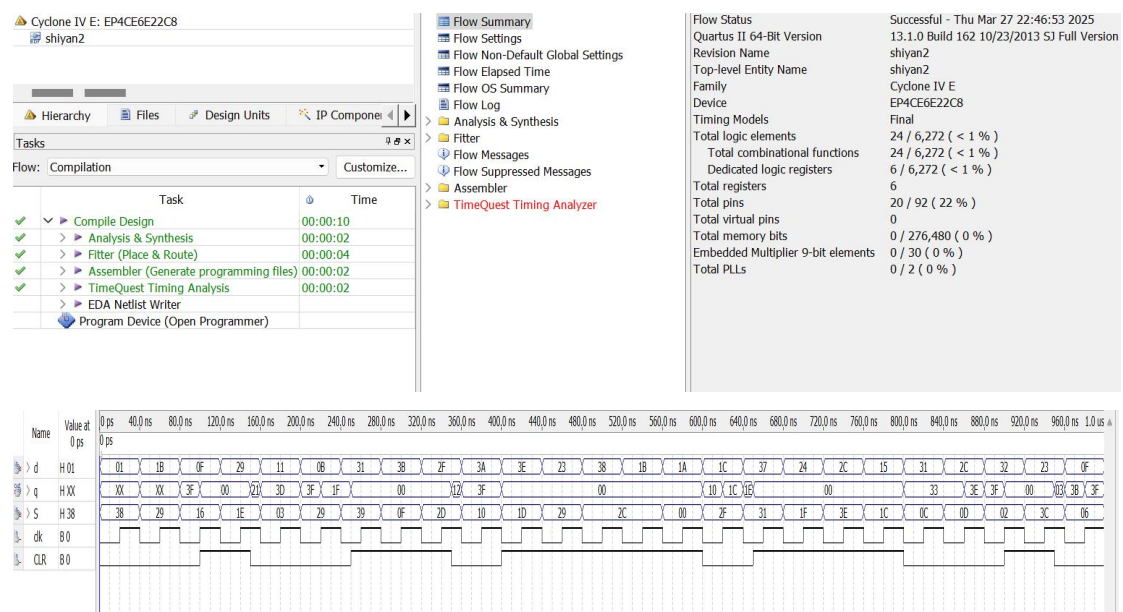 Cyclone IV E: EP4CE6E22C8
shiyan2
Hierarchy Files Design Units IP Componen
Tasks
Flow: Compilation Customize...
Task Time
Compile Design 00:00:10
Analysis & Synthesis 00:00:02
Fitter (Place & Route) 00:00:04
Assembler (Generate programming files) 00:00:02
TimeQuest Timing Analysis 00:00:02
EDA Netlist Writer
Program Device (Open Programmer)
Flow Summary
Flow Settings
Flow Non-Default Global Settings
Flow Elapsed Time
Flow OS Summary
Flow Log
Analysis & Synthesis
Fitter
Flow Messages
Flow Suppressed Messages
Assembler
TimeQuest Timing Analyzer
Flow Status Successful - Thu Mar 27 22:46:53 2025
Quartus II 64-Bit Version 13.1.0 Build 162 10/23/2013 SJ Full Version
Revision Name shiyan2
Top-level Entity Name shiyan2
Family Cyclone IV E
Device EP4CE6E22C8
Timing Models Final
Total logic elements 24 / 6,272 ( < 1 % )
Total combinational functions 24 / 6,272 ( < 1 % )
Dedicated logic registers 6 / 6,272 ( < 1 % )
Total registers 6
Total pins 20 / 92 ( 22 % )
Total virtual pins 0
Total memory bits 0 / 276,480 ( 0 % )
Embedded Multiplier 9-bit elements 0 / 30 ( 0 % )
Total PLLs 0 / 2 ( 0 % )
Name Value at 0 ps 0 ps 40.0 ns 80.0 ns 120.0 ns 160.0 ns 200.0 ns 240.0 ns 280.0 ns 320.0 ns 360.0 ns 400.0 ns 440.0 ns 480.0 ns 520.0 ns 560.0 ns 600.0 ns 640.0 ns 680.0 ns 720.0 ns 760.0 ns 800.0 ns 840.0 ns 880.0 ns 920.0 ns 960.0 ns 1.0 us
0 ps
d H 01 01 1B 0F 29 11 0B 31 3B 2F 3A 3E 23 38 1B 1A 1C 37 24 2C 15 31 2C 32 23 0F
q H XX XX XX 3F 00 21 3D 3F 1F 00 12 3F 00 10 1C 1E 00 33 3E 3F 00 03 3B 3F
S H 38 38 29 16 1E 03 29 39 0F 2D 10 1D 29 2C 00 2F 31 1F 3E 1C 0C 0D 02 3C 06
clk B 0
CLR B 0